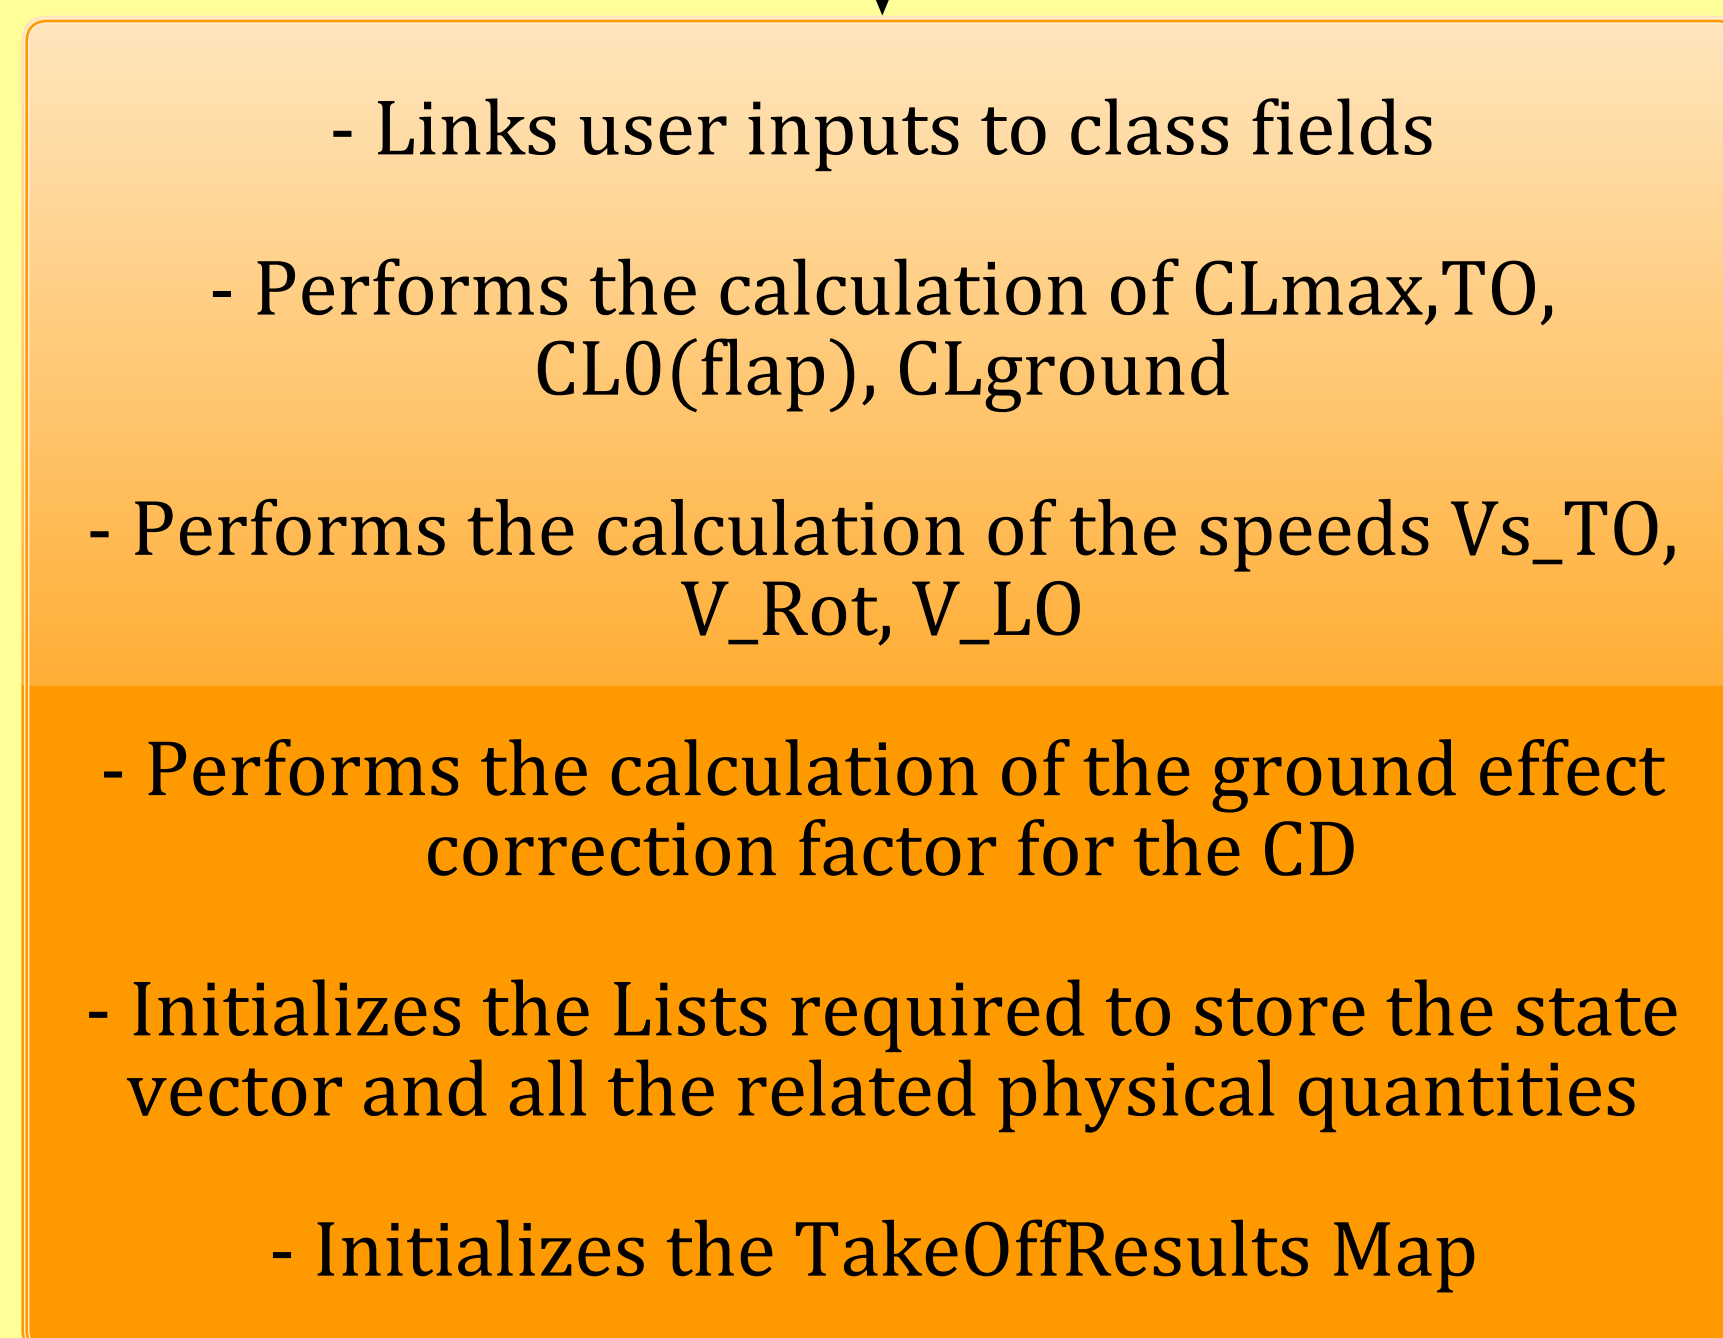 - Links user inputs to class fields
- Performs the calculation of CLmax,TO,
CL0(flap), CLground
- Performs the calculation of the speeds Vs_TO,
V_Rot, V_LO
- Performs the calculation of the ground effect
correction factor for the CD
- Initializes the Lists required to store the state
vector and all the related physical quantities
- Initializes the TakeOffResults Map